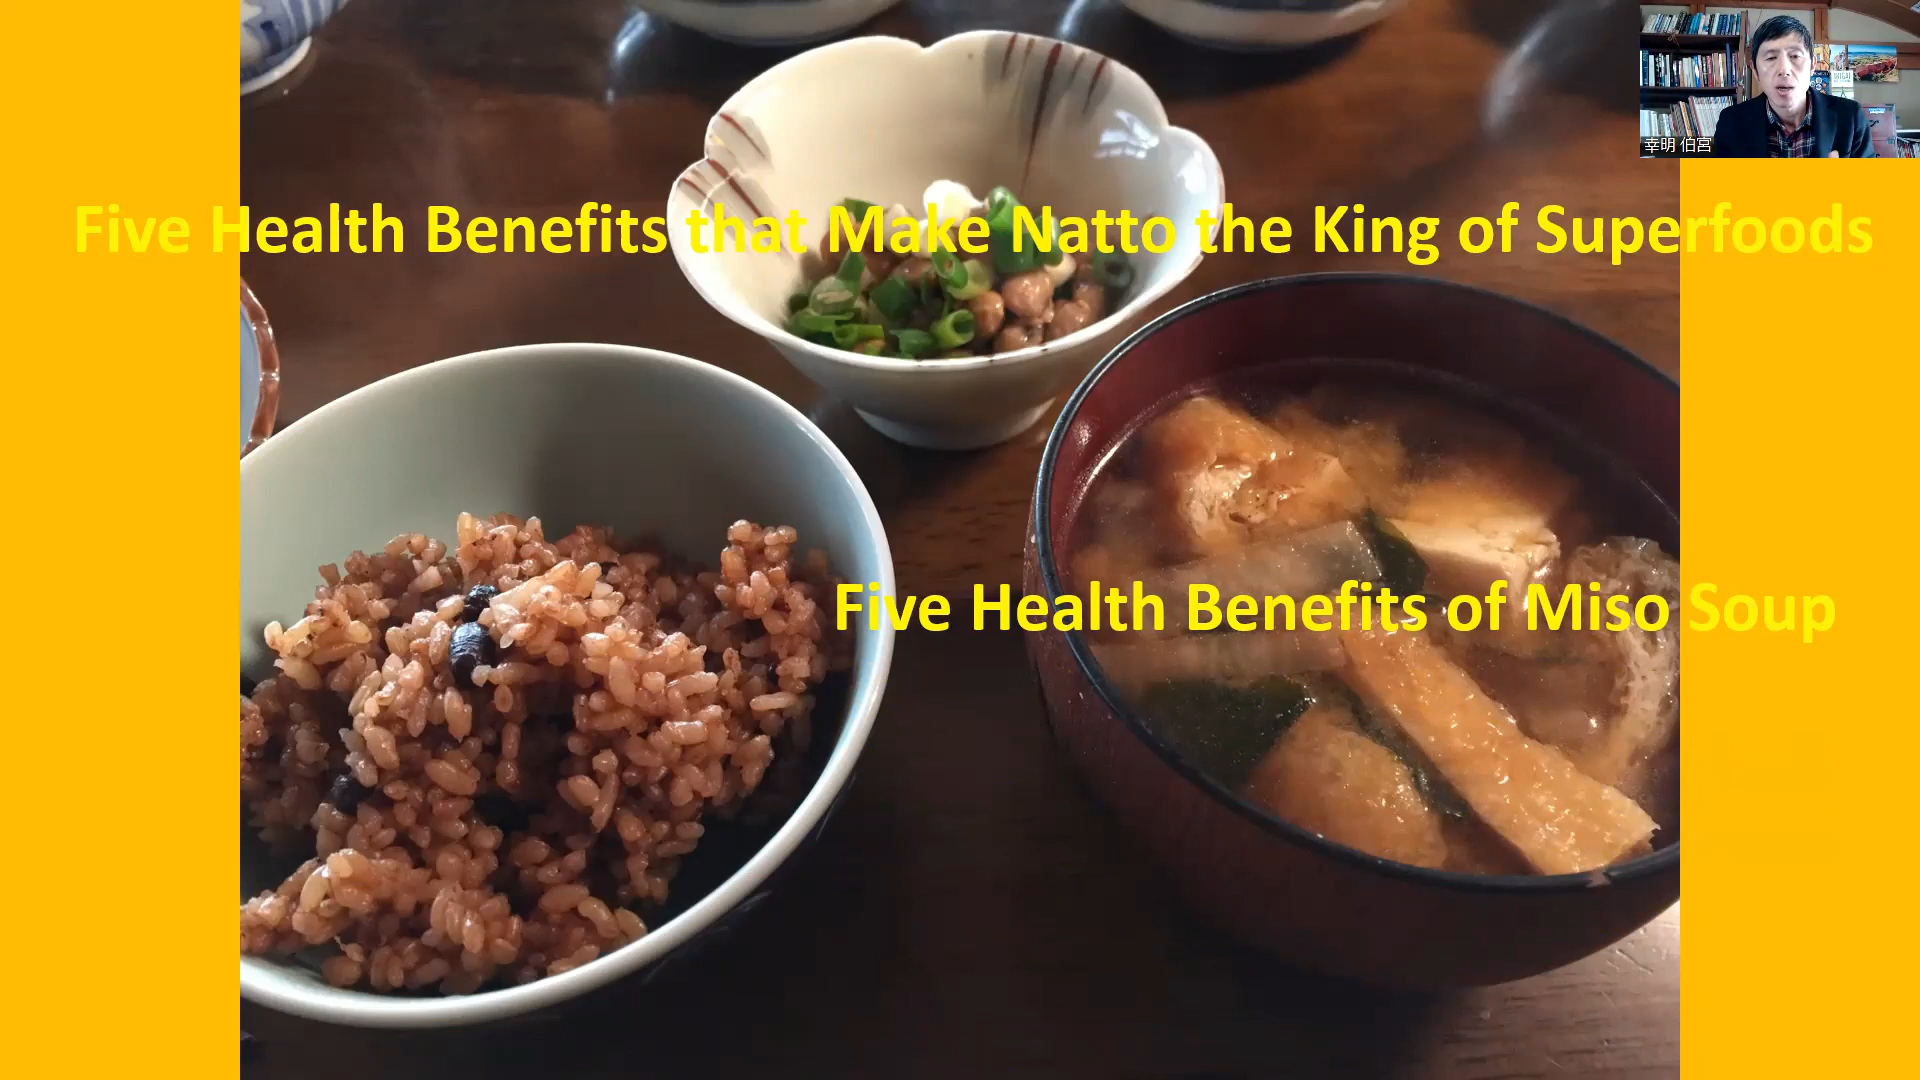 幸明 伯宮
Five Health Benefits that Make Natto the King of Superfoods
Five Health Benefits of Miso Soup